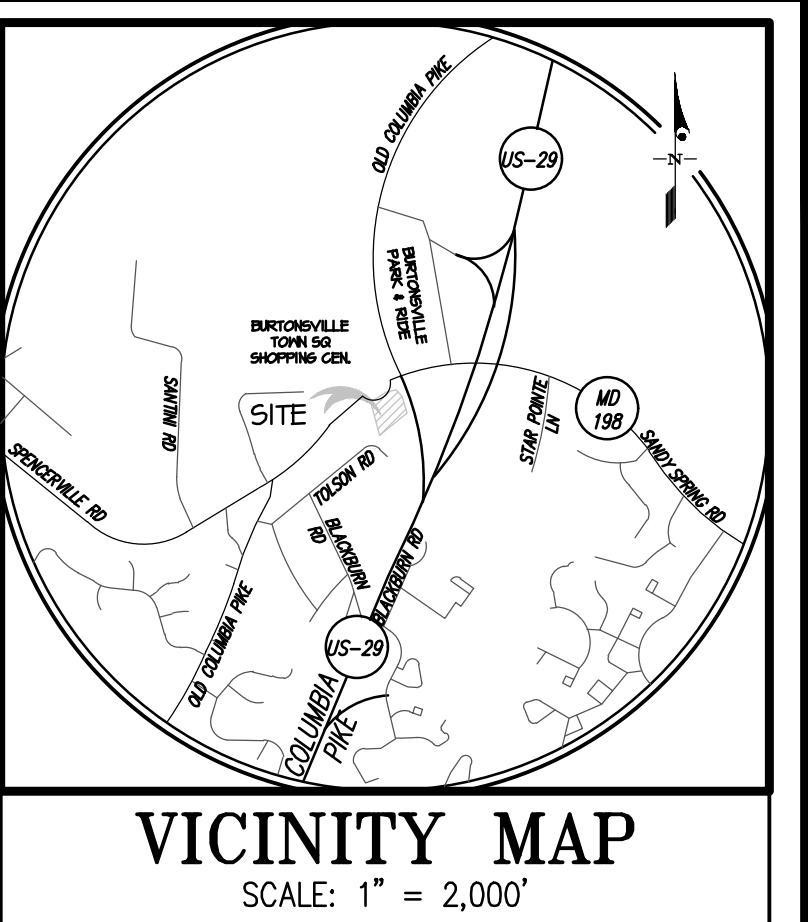 OLD COLUMBIA PIKE
US-29
N
BURTONSVILLE
PARK & RIDE
BURTONSVILLE
TOWN SQ
SHOPPING CEN.
SITE
SANTINI RD
SPENCERVILLE RD
TOLSON RD
BLACKBURN
RD
BLACKBURN RD
STAR POINTE
LN
MD
198
SANDY SPRING RD
OLD COLUMBIA PIKE
US-29
COLUMBIA
PIKE
VICINITY MAP
SCALE: 1" = 2,000'